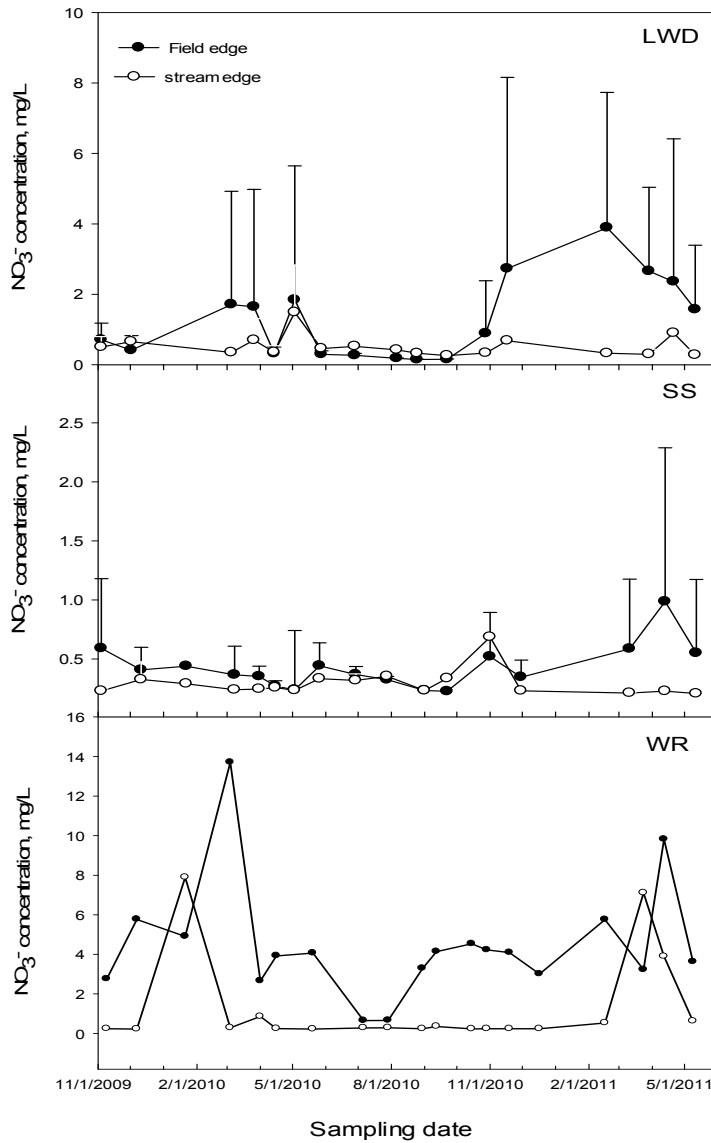 10
LWD
Field edge
stream edge
8
6
4
2
0
NO3- concentration, mg/L
SS
2.5
2.0
1.5
1.0
0.5
NO3- concentration, mg/L
16
WR
14
12
10
8
6
4
2
0
NO3- concentration, mg/L
11/1/2009 2/1/2010 5/1/2010 8/1/2010 11/1/2010 2/1/2011 5/1/2011
Sampling date